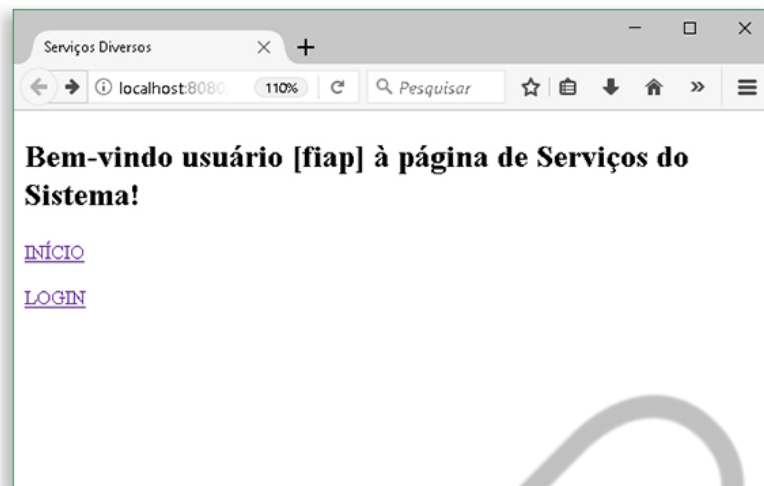 Serviços Diversos
localhost:8080
110%
Pesquisar
Bem-vindo usuário [fiap] à página de Serviços do
Sistema!
INÍCIO
LOGIN